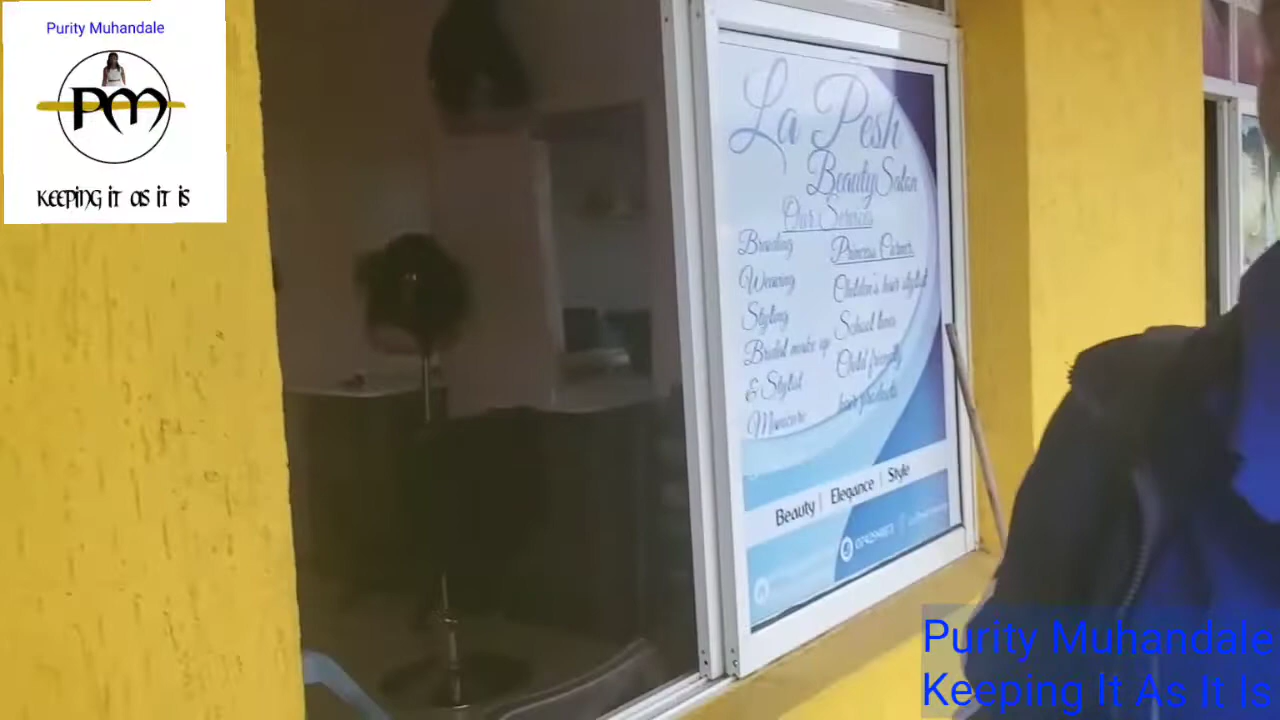 Purity Muhandale
PM
KEEPING IT AS IT IS
La Posh
Beauty Salon
Our Services
Braiding
Weaving
Styling
Bridal make up
& Stylist
Manicure
Princess Corner.
Children's hair stylist
School lines
Child friendly
hair products
Beauty | Elegance | Style
Purity Muhandale
Keeping It As It Is